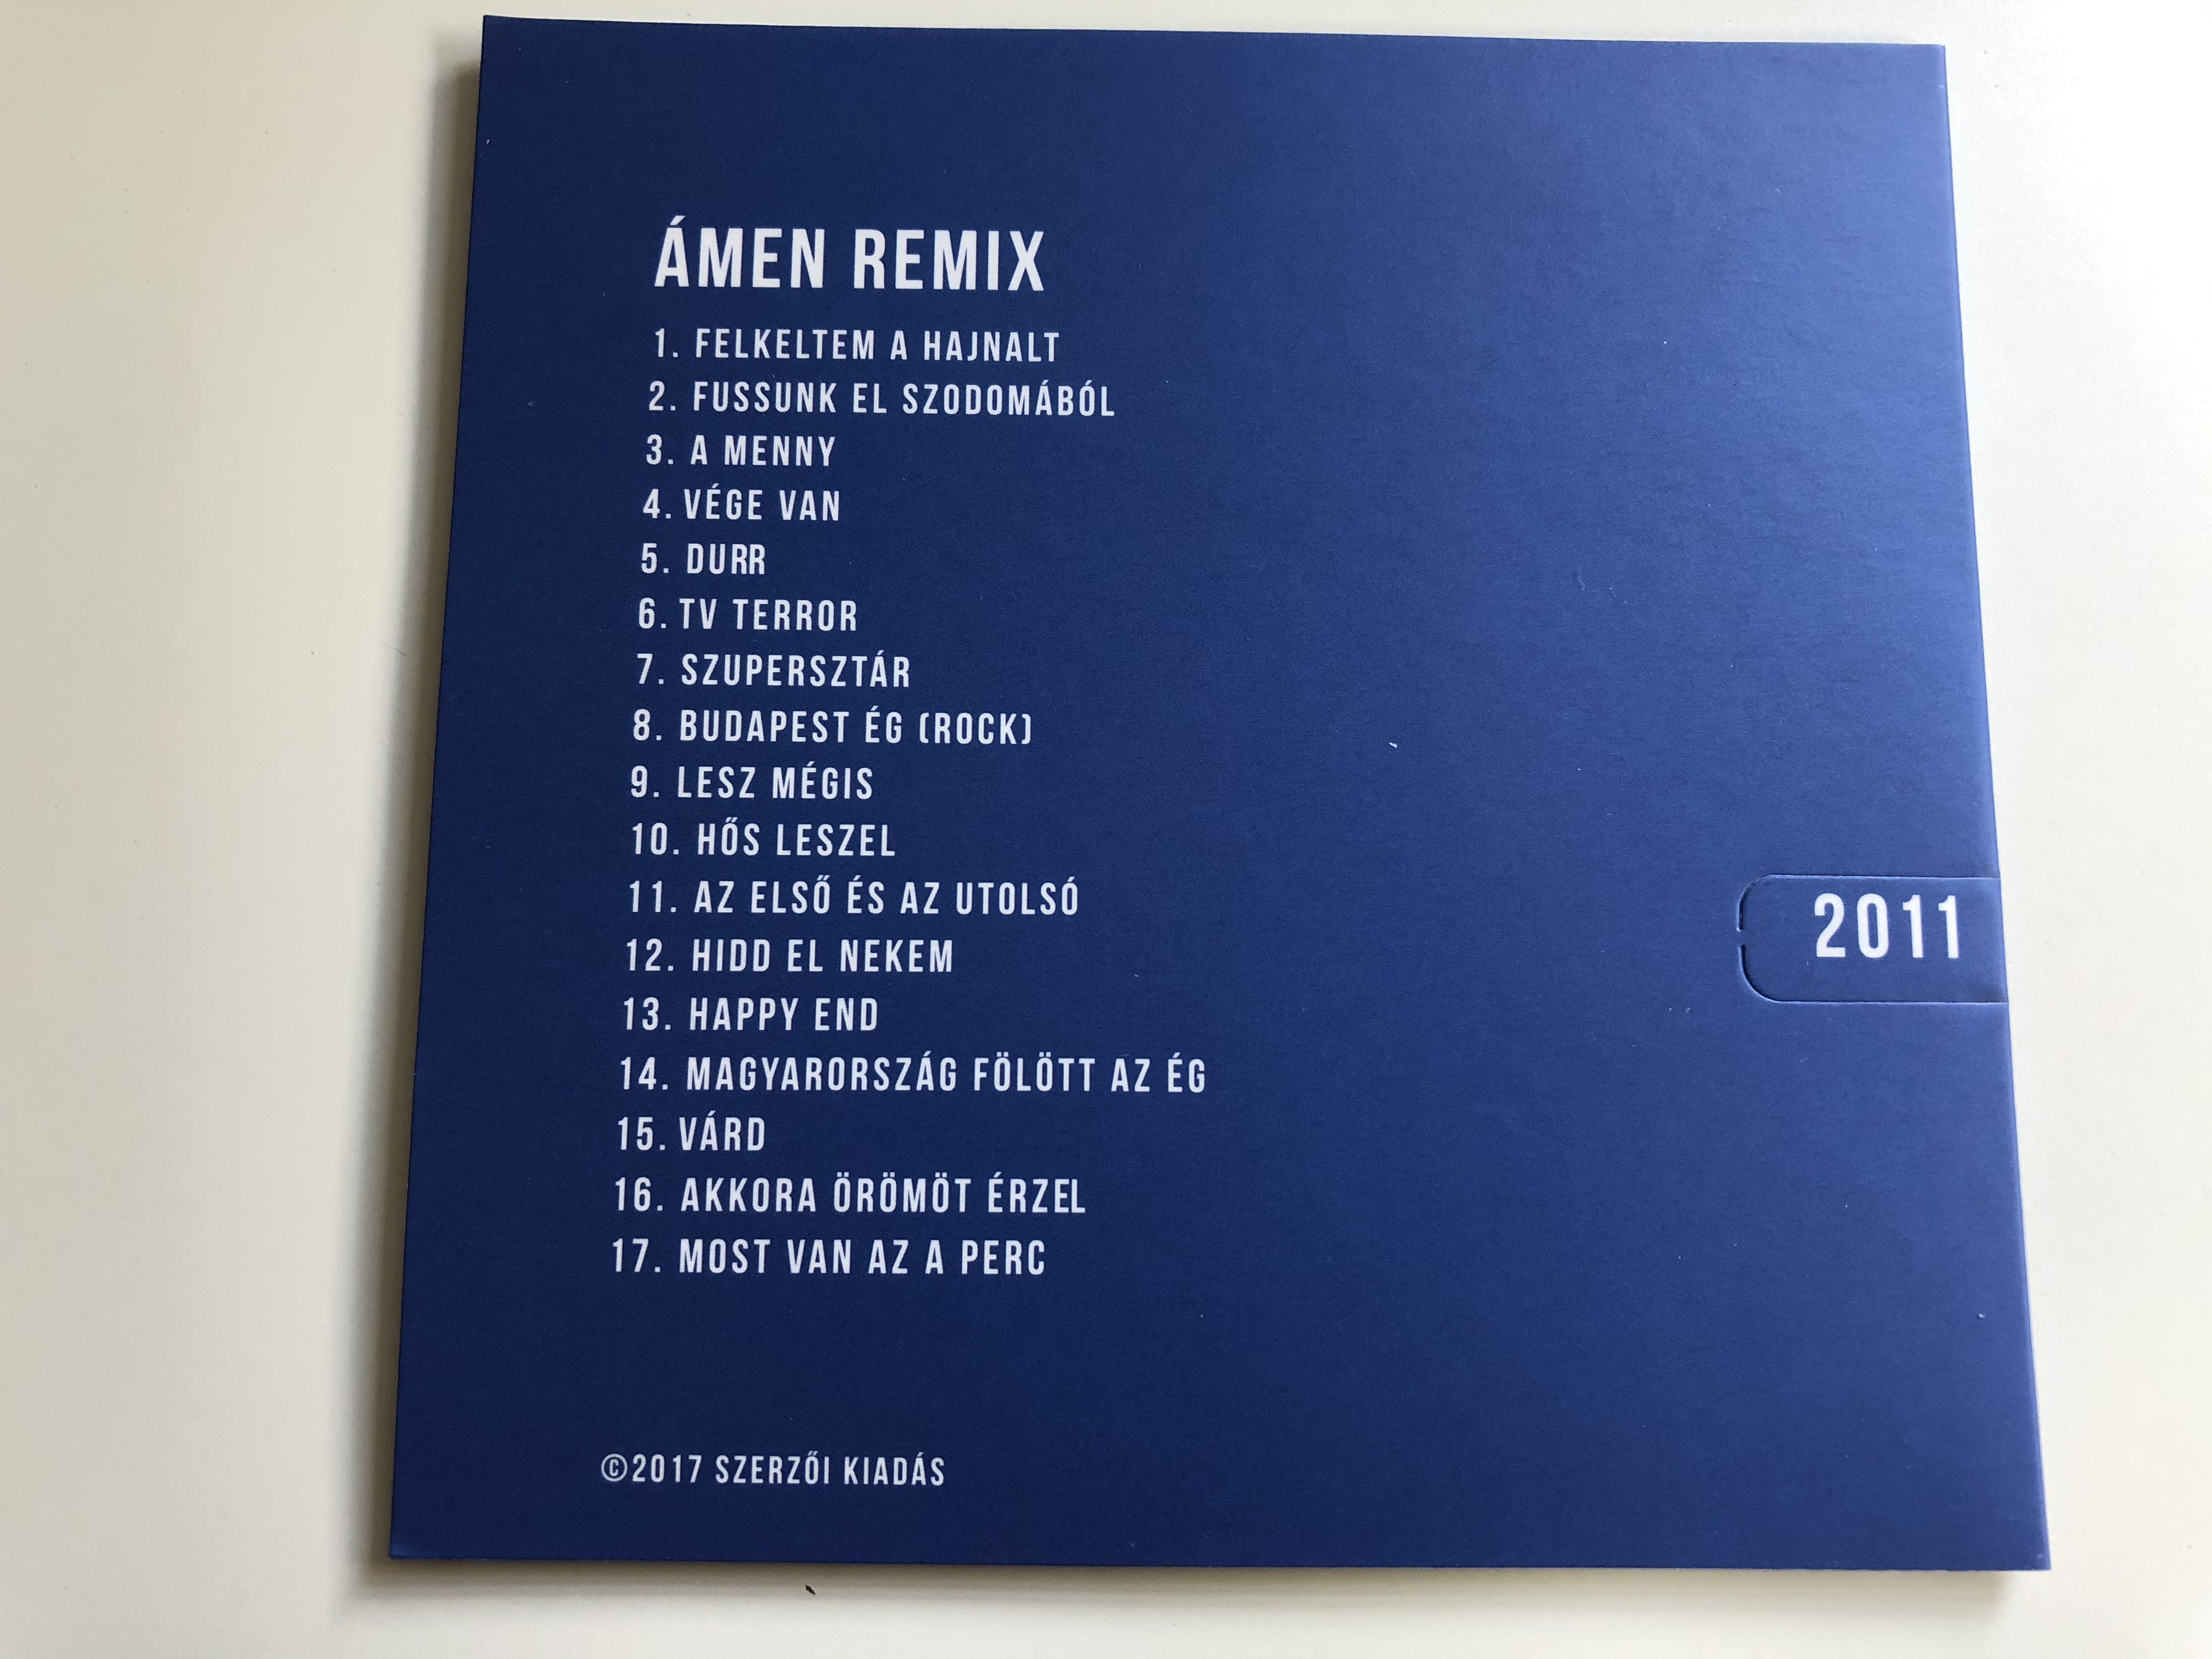 ÁMEN REMIX
1. FELKELTEM A HAJNALT
2. FUSSUNK EL SZODOMÁBÓL
3. A MENNY
4. VÉGE VAN
5. DURR
6. TV TERROR
7. SZUPERSZTÁR
8. BUDAPEST ÉG (ROCK)
9. LESZ MÉGIS
10. HŐS LESZEL
11. AZ ELSŐ ÉS AZ UTOLSÓ
12. HIDD EL NEKEM
13. HAPPY END
14. MAGYARORSZÁG FÖLÖTT AZ ÉG
15. VÁRD
16. AKKORA ÖRÖMÖT ÉRZEL
17. MOST VAN AZ A PERC
2011
©2017 SZERZŐI KIADÁS